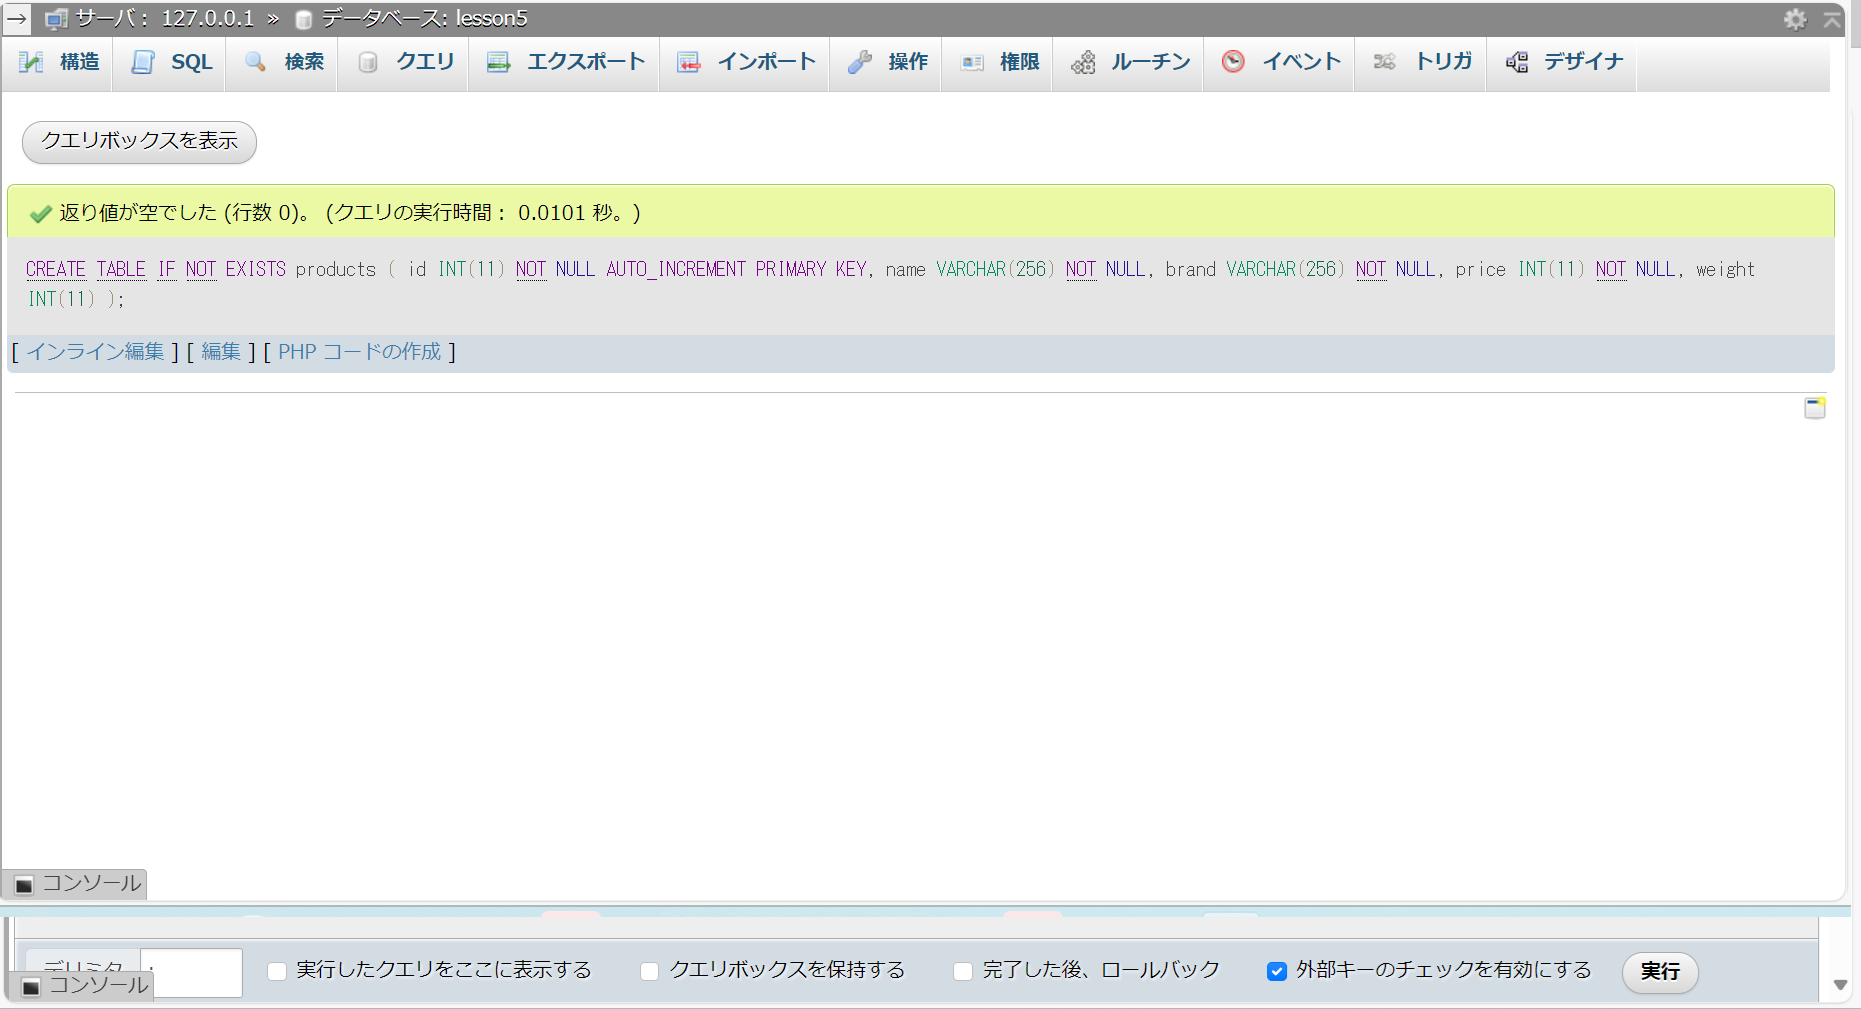 → サーバ: 127.0.0.1 » データベース: lesson5
構造 SQL 検索 クエリ エクスポート インポート 操作 権限 ルーチン イベント トリガ デザイナ
クエリボックスを表示
返り値が空でした (行数 0)。 (クエリの実行時間: 0.0101 秒。)
CREATE TABLE IF NOT EXISTS products ( id INT(11) NOT NULL AUTO_INCREMENT PRIMARY KEY, name VARCHAR(256) NOT NULL, brand VARCHAR(256) NOT NULL, price INT(11) NOT NULL, weight
INT(11) );
[ インライン編集 ] [ 編集 ] [ PHP コードの作成 ]
コンソール
デリミタ ; 実行したクエリをここに表示する クエリボックスを保持する 完了した後、ロールバック 外部キーのチェックを有効にする 実行
コンソール